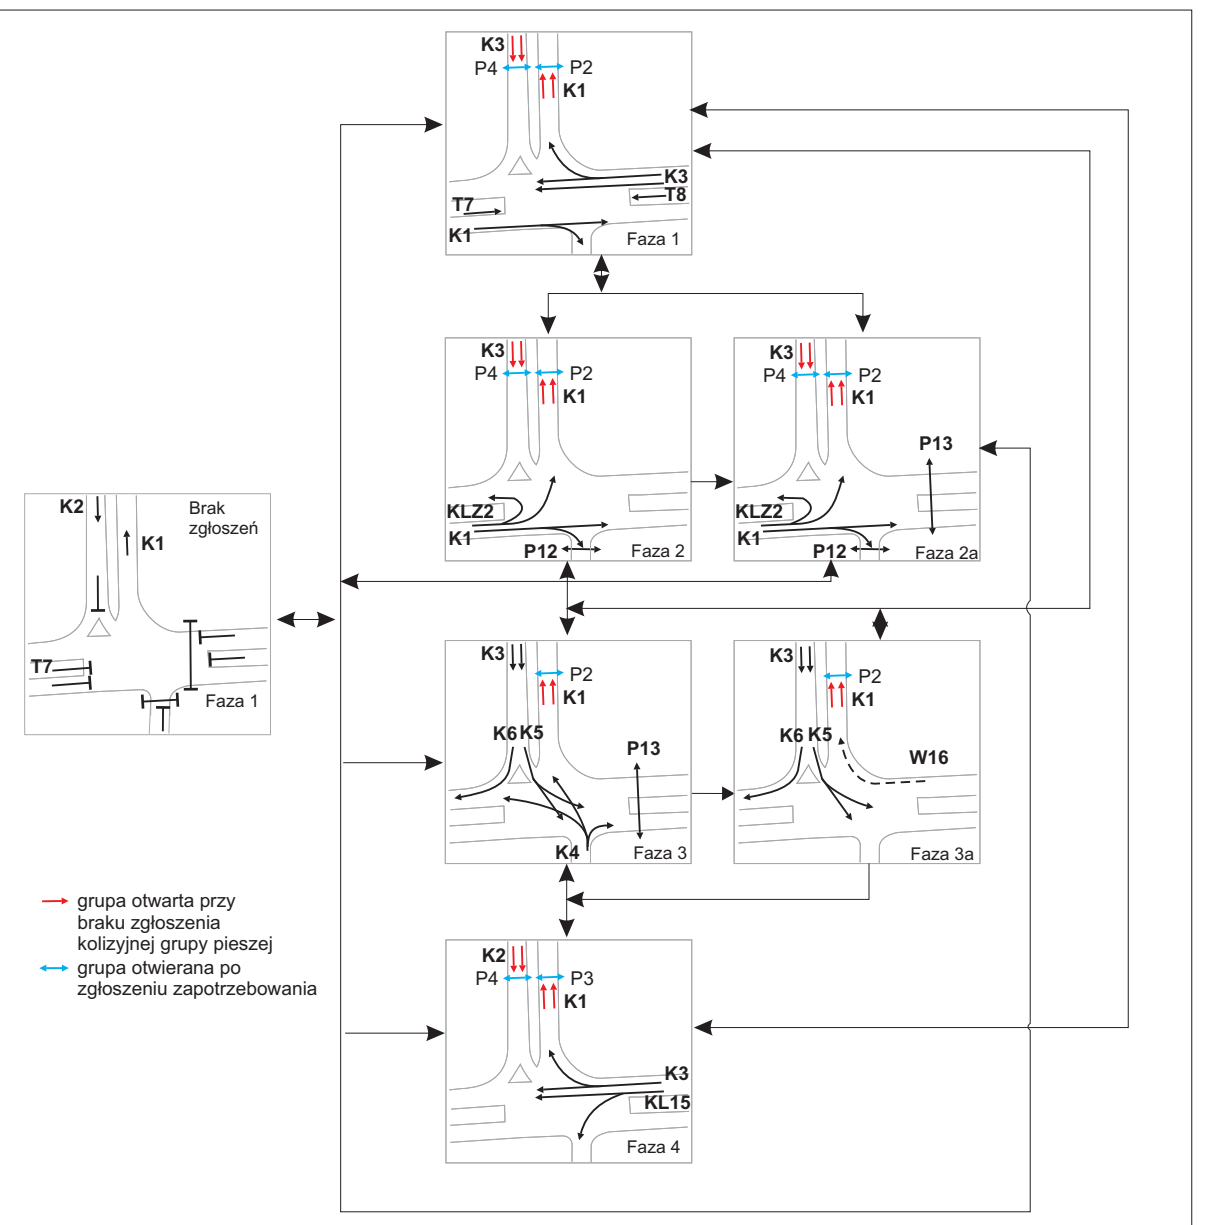 K3
P4
P2
K1
K3
T8
T7
K1
Faza 1
K3
P4
P2
K1
KLZ2
K1
P12
Faza 2
K3
P4
P2
K1
P13
KLZ2
K1
P12
Faza 2a
K2
Brak
zgłoszeń
K1
T7
Faza 1
K3
P2
K1
K6 K5
P13
K4
Faza 3
K3
P2
K1
K6 K5
W16
Faza 3a
grupa otwarta przy
braku zgłoszenia
kolizyjnej grupy pieszej
grupa otwierana po
zgłoszeniu zapotrzebowania
K2
P4
P3
K1
K3
KL15
Faza 4